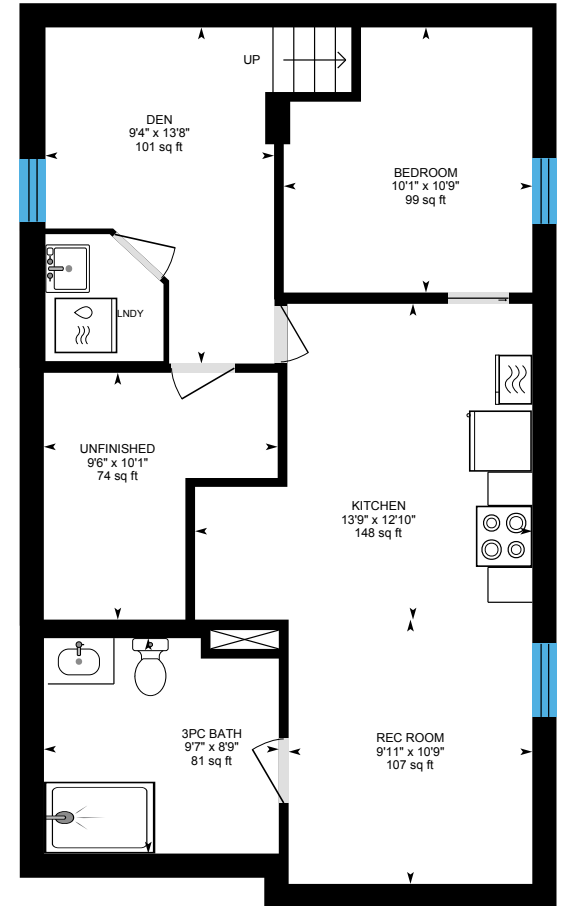 UP
DEN
9'4" x 13'8"
101 sq ft
BEDROOM
10'1" x 10'9"
99 sq ft
LNDY
UNFINISHED
9'6" x 10'1"
74 sq ft
KITCHEN
13'9" x 12'10"
148 sq ft
3PC BATH
9'7" x 8'9"
81 sq ft
REC ROOM
9'11" x 10'9"
107 sq ft